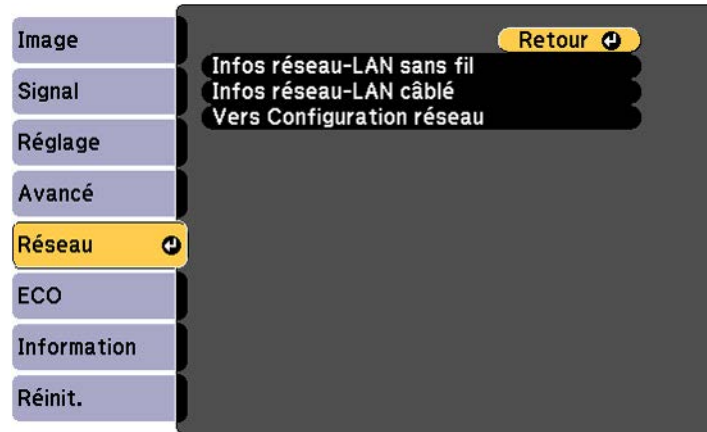 Image
Signal
Réglage
Avancé
Réseau
ECO
Information
Réinit.
Retour
Infos réseau-LAN sans fil
Infos réseau-LAN câblé
Vers Configuration réseau